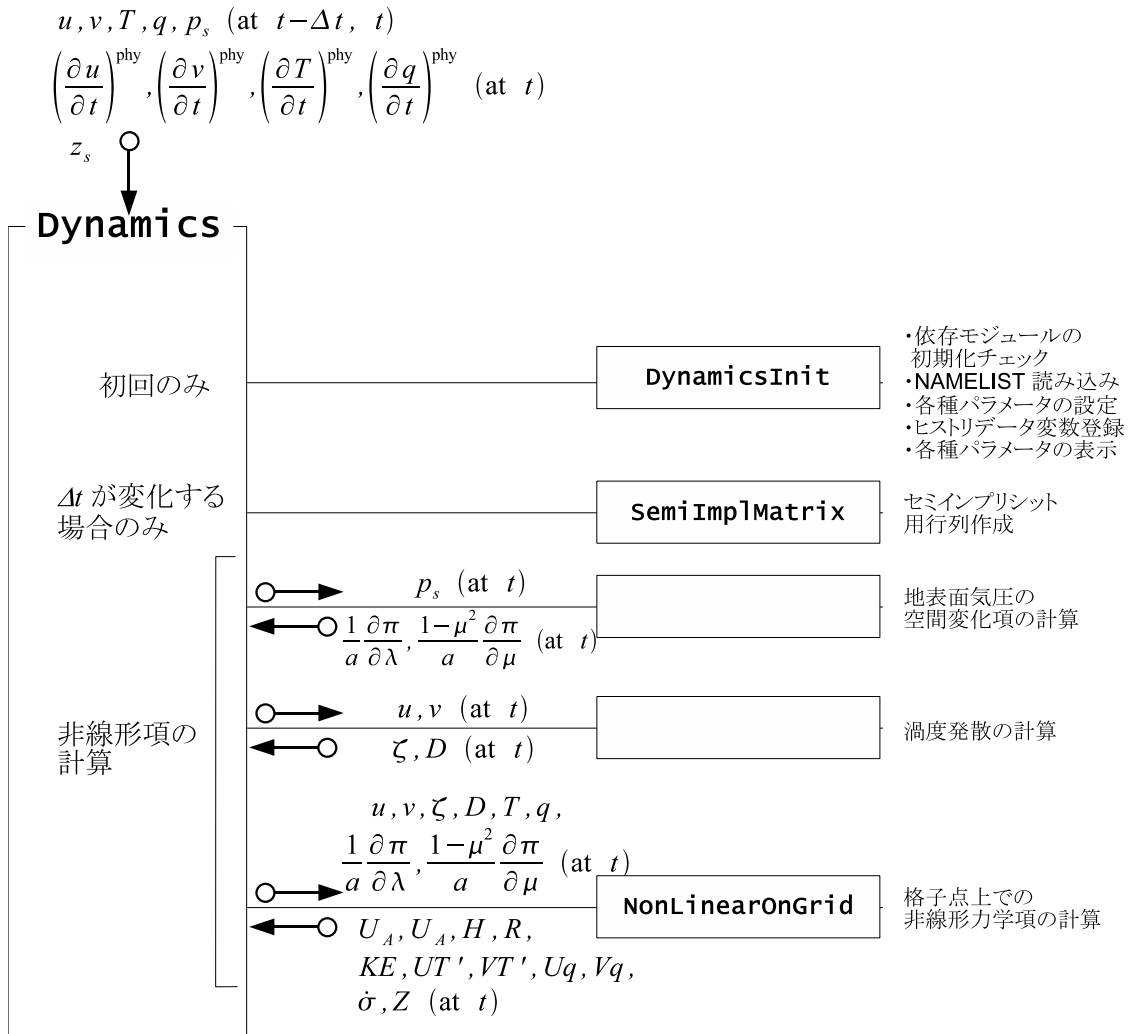 u, v, T, q, p_s (at t−Δt, t)
(∂u/∂t)^phy, (∂v/∂t)^phy, (∂T/∂t)^phy, (∂q/∂t)^phy (at t)
z_s
Dynamics
初回のみ
DynamicsInit
・依存モジュールの
初期化チェック
・NAMELIST 読み込み
・各種パラメータの設定
・ヒストリデータ変数登録
・各種パラメータの表示
Δt が変化する
場合のみ
SemiImplMatrix
セミインプリシット
用行列作成
非線形項の
計算
p_s (at t)
1/a ∂π/∂λ, (1−μ²)/a ∂π/∂μ (at t)
地表面気圧の
空間変化項の計算
u, v (at t)
ζ, D (at t)
渦度発散の計算
u, v, ζ, D, T, q,
1/a ∂π/∂λ, (1−μ²)/a ∂π/∂μ (at t)
NonLinearOnGrid
格子点上での
非線形力学項の計算
U_A, U_A, H, R,
KE, UT', VT', Uq, Vq,
σ̇, Z (at t)